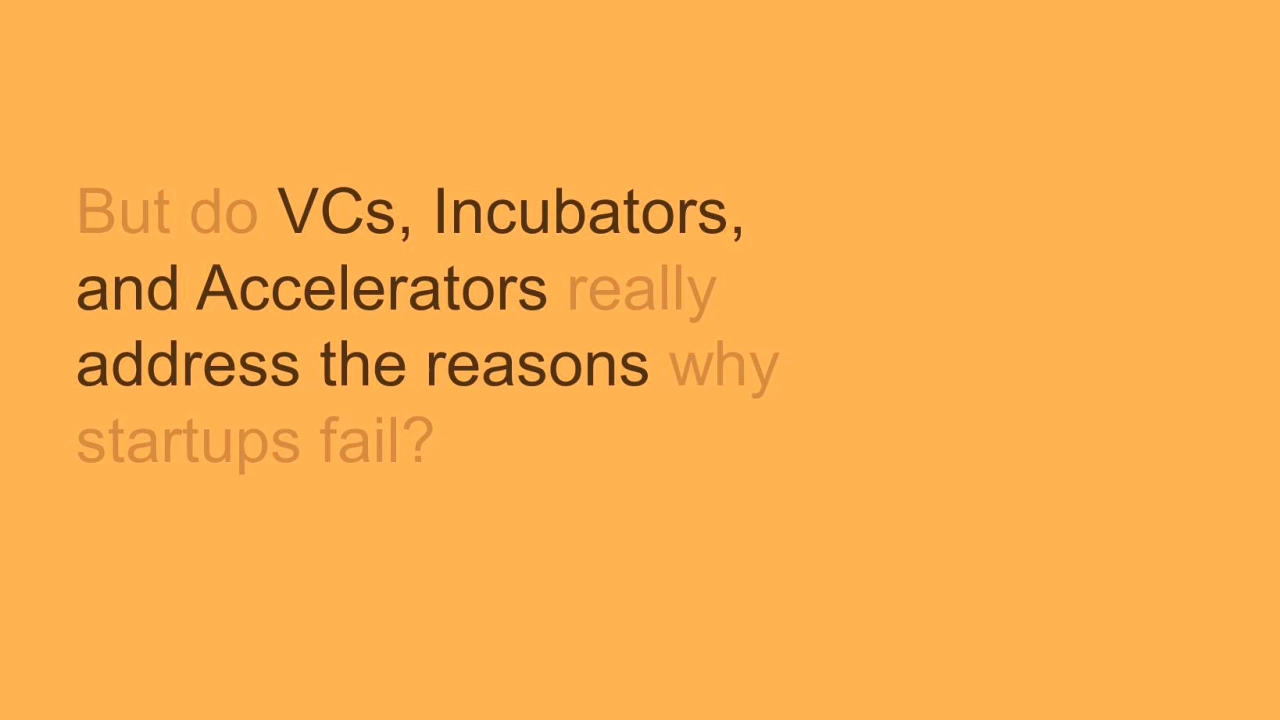 But do VCs, Incubators,
and Accelerators really
address the reasons why
startups fail?